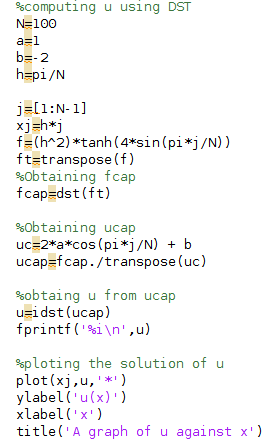 %computing u using DST
N=100
a=1
b=-2
h=pi/N
j=[1:N-1]
xj=h*j
f=(h^2)*tanh(4*sin(pi*j/N))
ft=transpose(f)
%Obtaining fcap
fcap=dst(ft)
%Obtaining ucap
uc=2*a*cos(pi*j/N) + b
ucap=fcap./transpose(uc)
%obtaing u from ucap
u=idst(ucap)
fprintf('%i\n',u)
%ploting the solution of u
plot(xj,u,'*')
ylabel('u(x)')
xlabel('x')
title('A graph of u against x')